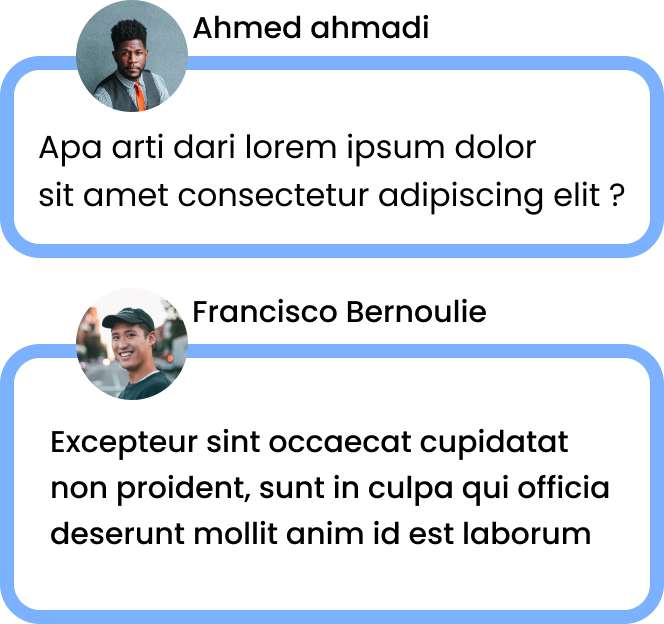 Ahmed ahmadi
Apa arti dari lorem ipsum dolor
sit amet consectetur adipiscing elit ?
Francisco Bernoulie
Excepteur sint occaecat cupidatat
non proident, sunt in culpa qui officia
deserunt mollit anim id est laborum